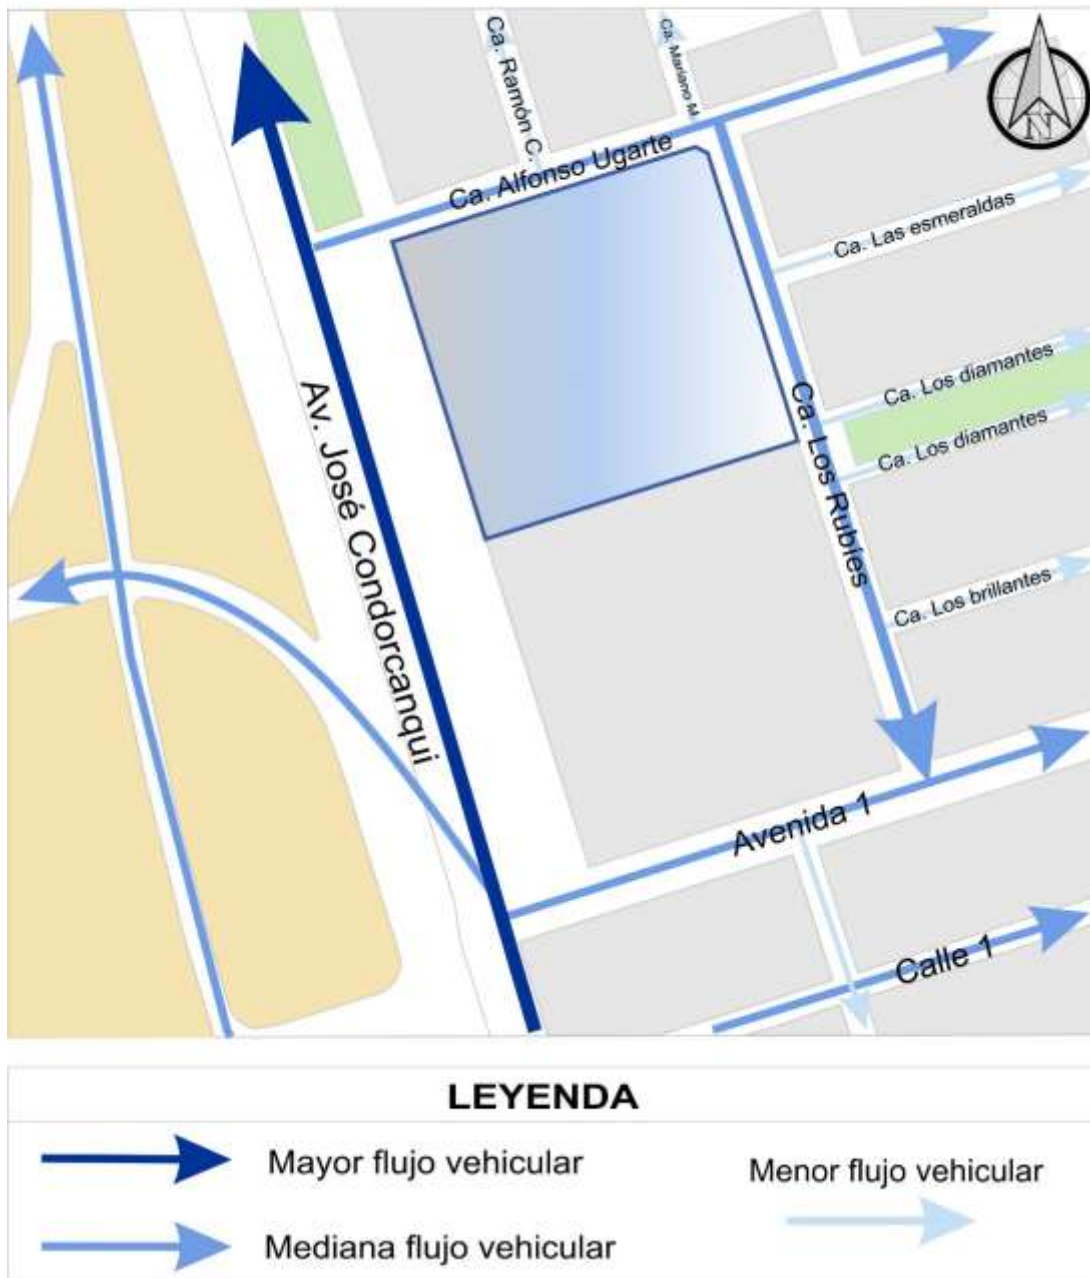 Ca. Ramón C.
Ca. Mariano M.
N
Ca. Alfonso Ugarte
Ca. Las esmeraldas
Ca. Los diamantes
Ca. Los diamantes
Av. José Condorcanqui
Ca. Los Rubíes
Ca. Los brillantes
Avenida 1
Calle 1
LEYENDA
Mayor flujo vehicular
Menor flujo vehicular
Mediana flujo vehicular